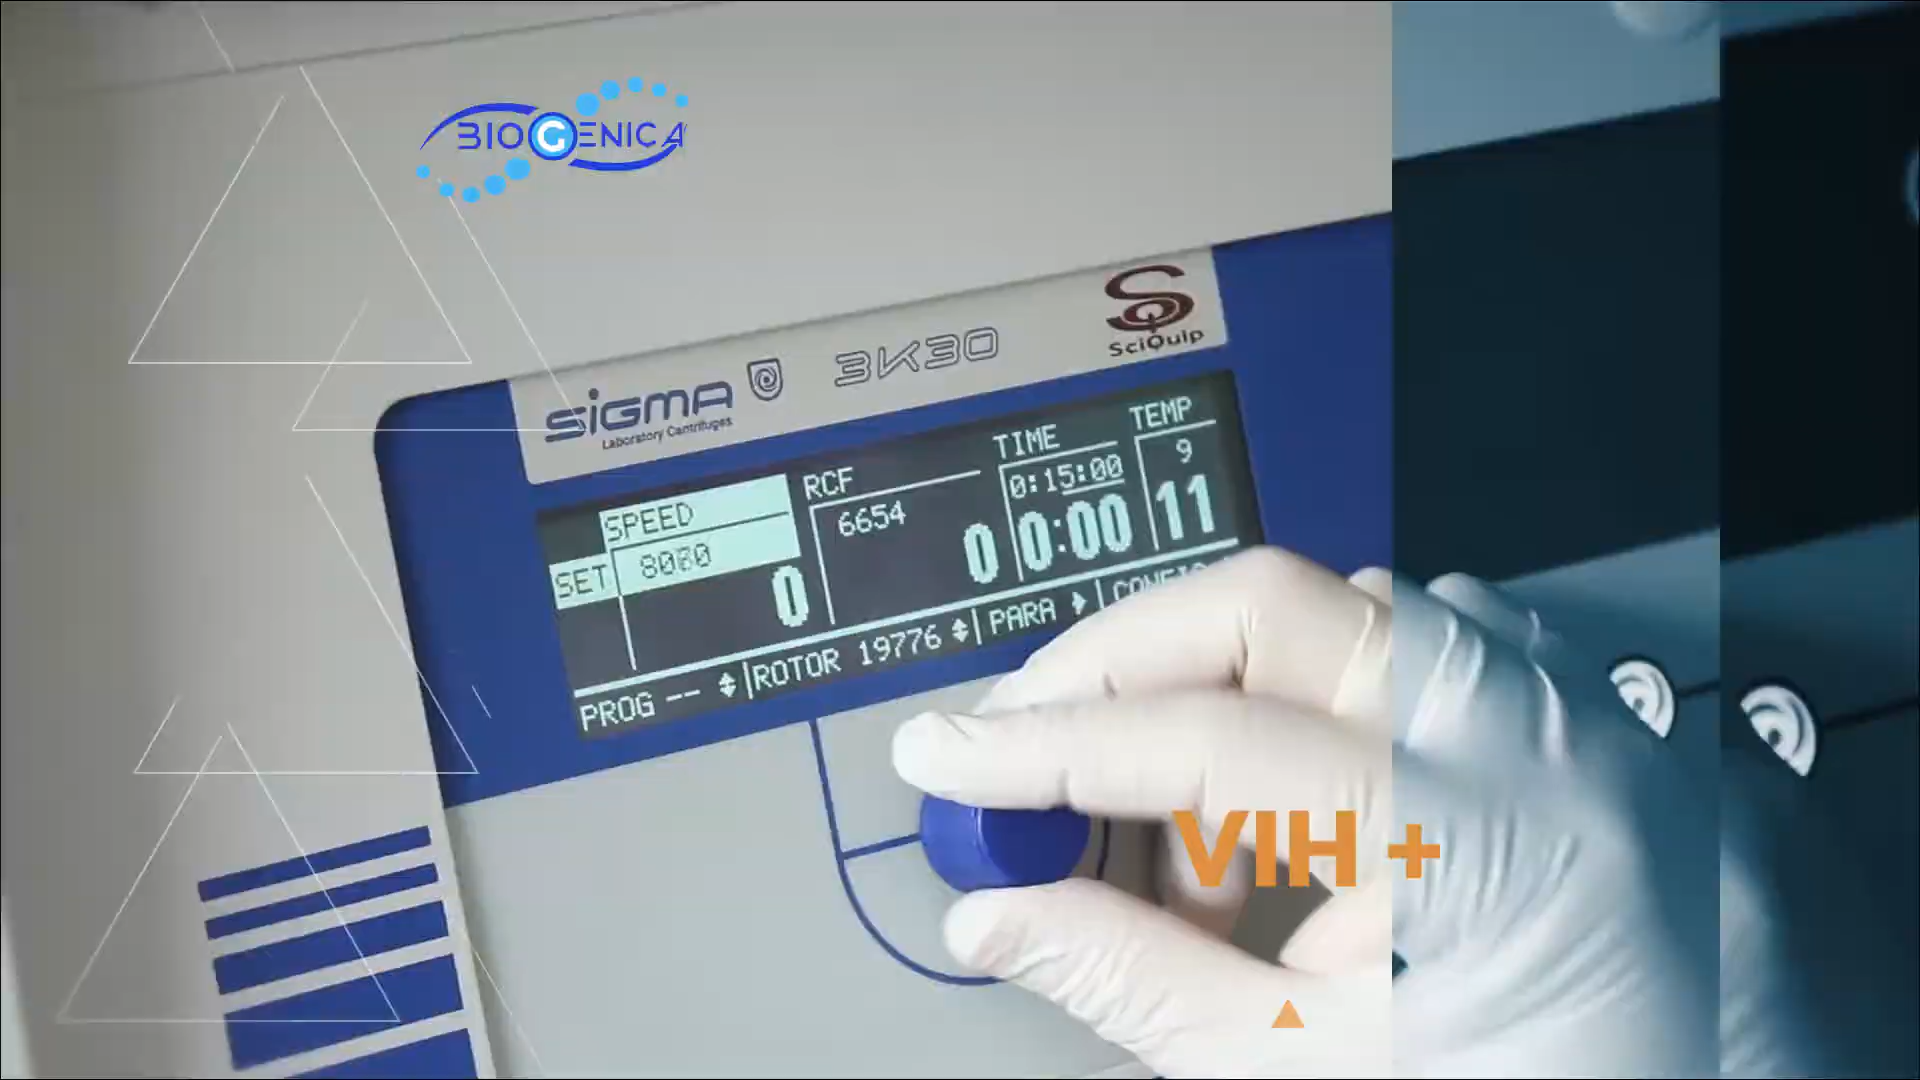 BIOGENICA
SciQuip
3K30
SIGMA
Laboratory Centrifuges
SPEED RCF TIME TEMP
SET 6654 0:15:00 9
0 0 0:00 11
PROG -- ROTOR 19776 PARA
VIH +